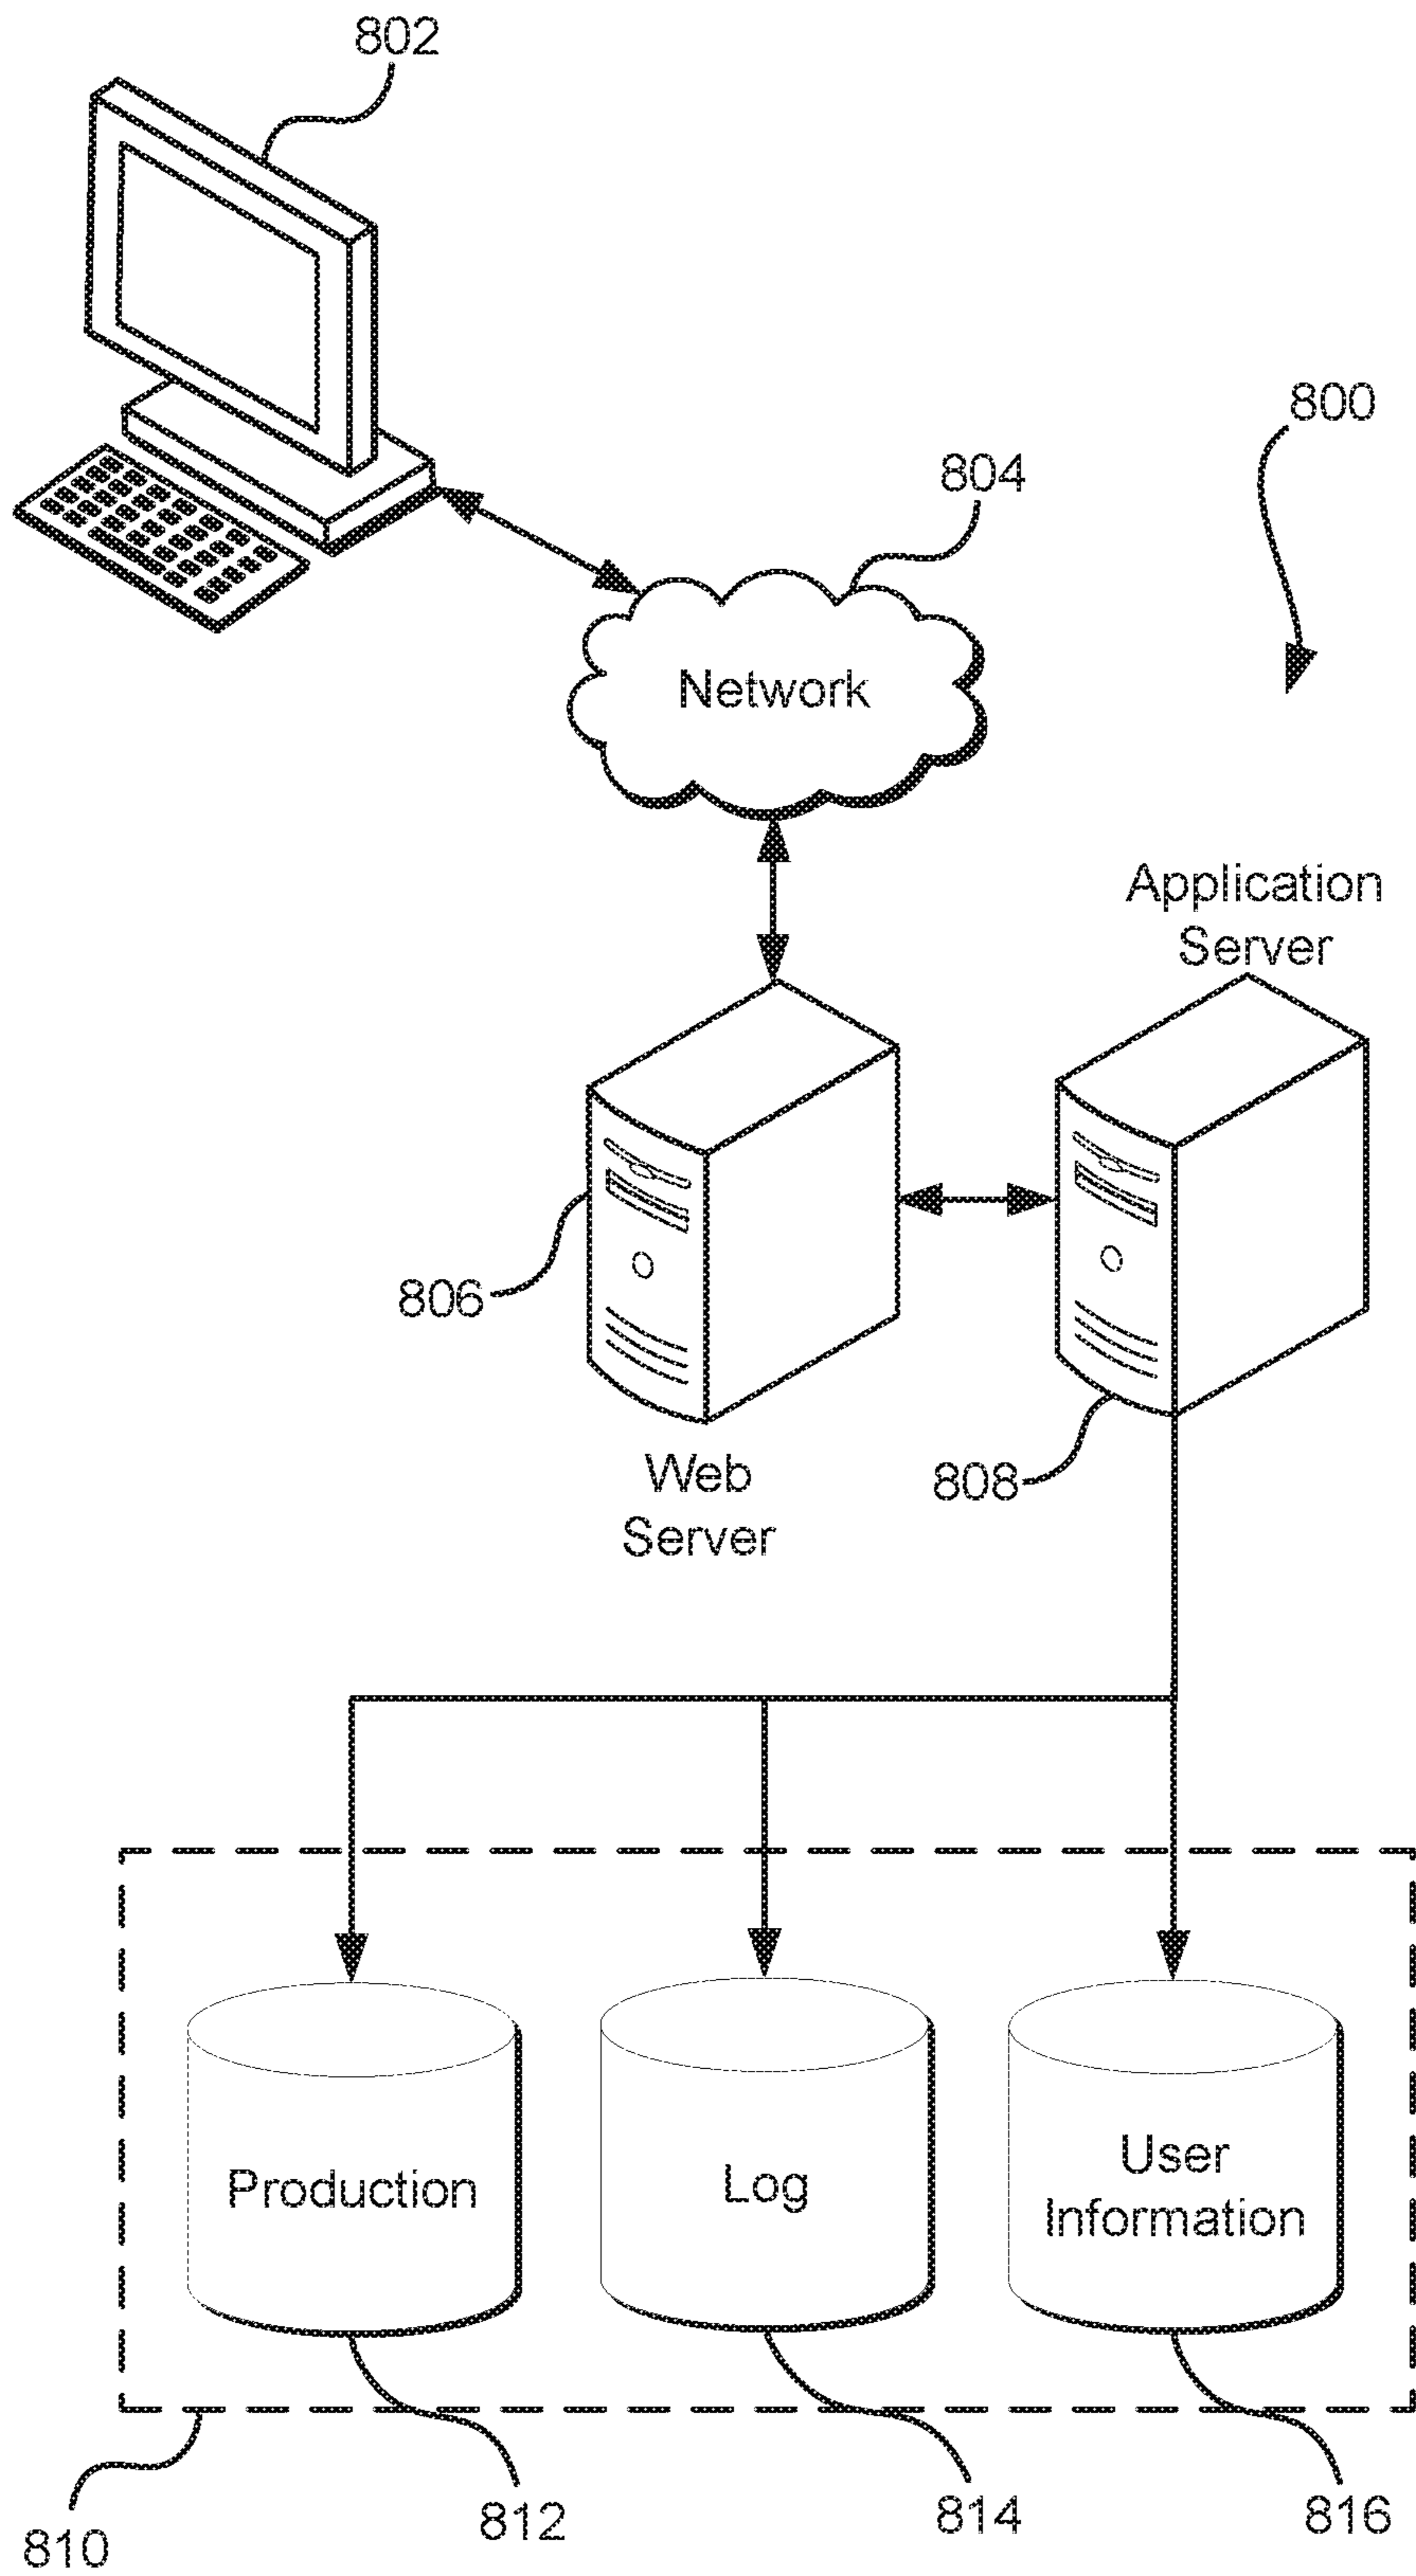 802
800
804
Network
Application
Server
806
Web
Server
808
Production
Log
User
Information
810
812
814
816